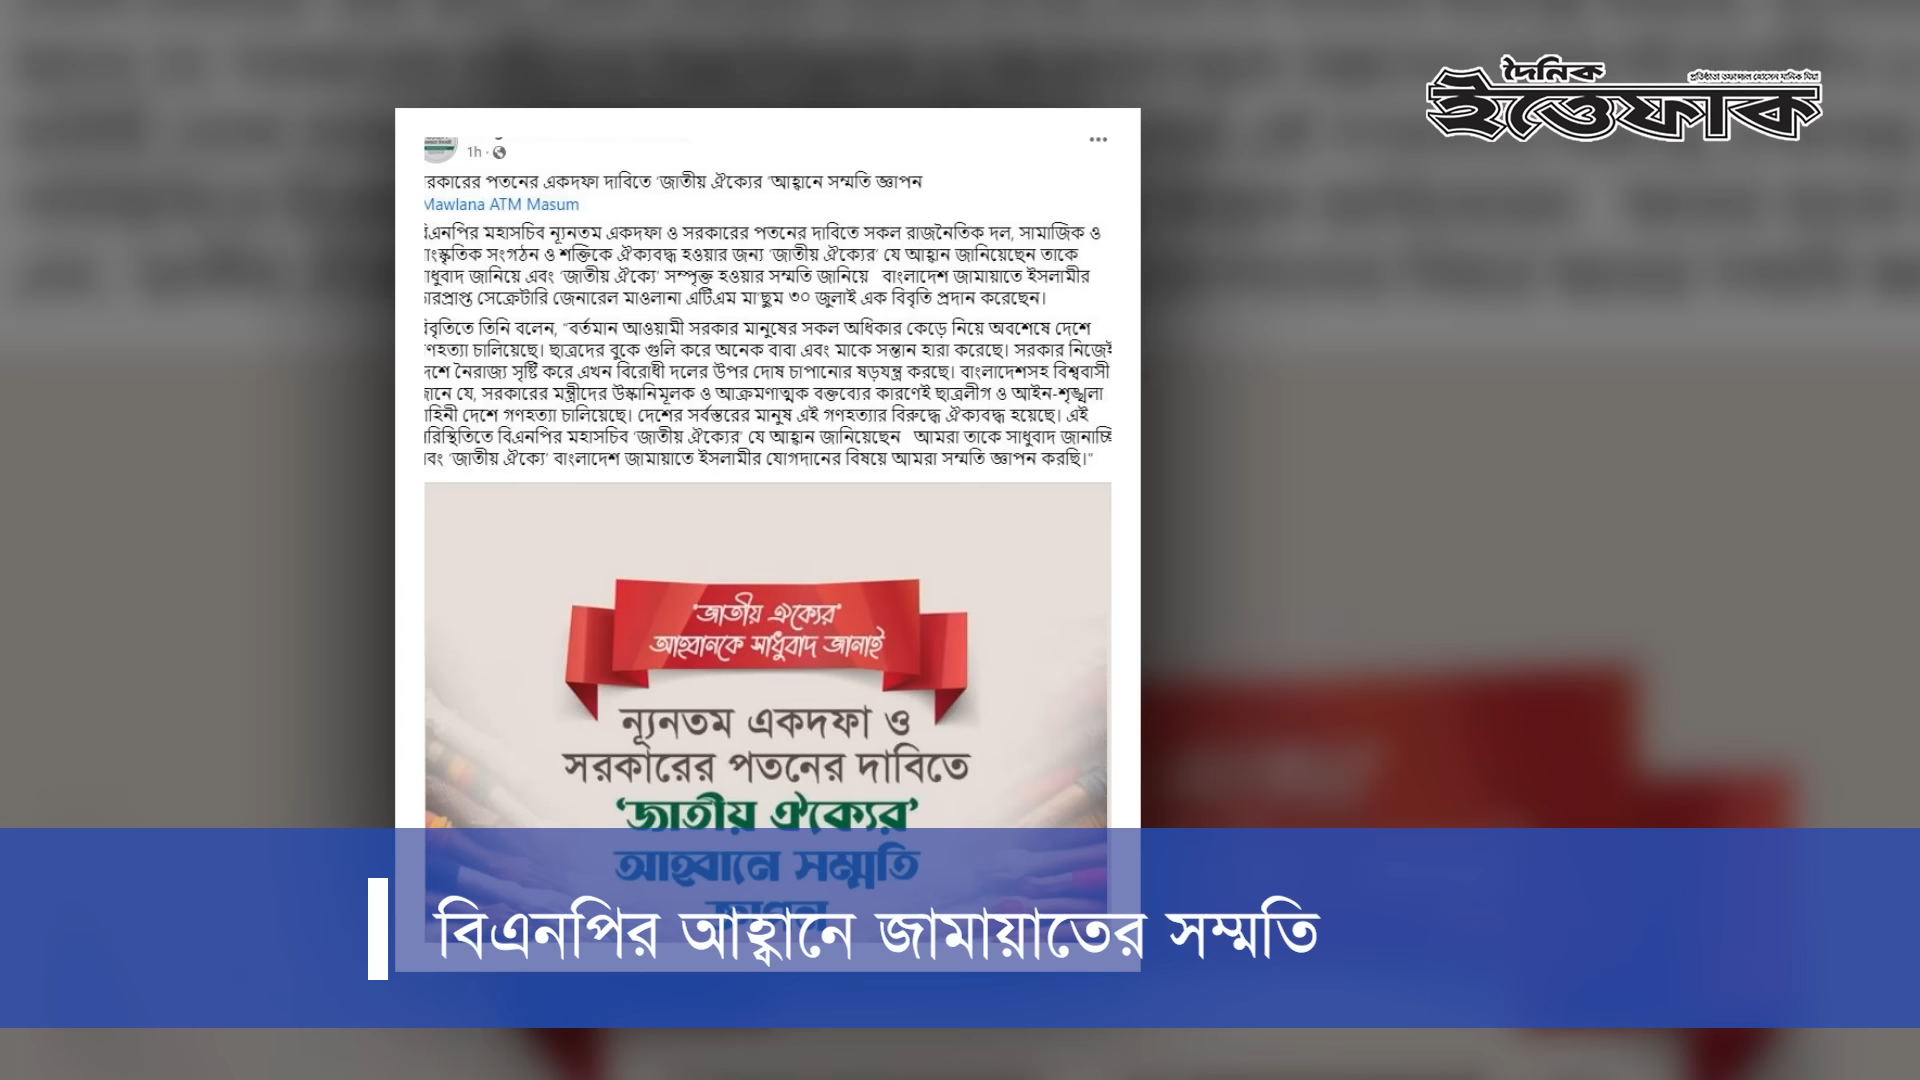 দৈনিক
প্রতিষ্ঠাতা তফাজ্জল হোসেন মানিক মিয়া
ইত্তেফাক
1h
রকারের পতনের একদফা দাবিতে 'জাতীয় ঐক্যের 'আহ্বানে সম্মতি জ্ঞাপন
Mawlana ATM Masum
বিএনপির মহাসচিব ন্যূনতম একদফা ও সরকারের পতনের দাবিতে সকল রাজনৈতিক দল, সামাজিক ও
াংস্কৃতিক সংগঠন ও শক্তিকে ঐক্যবদ্ধ হওয়ার জন্য 'জাতীয় ঐক্যের' যে আহ্বান জানিয়েছেন তাকে
াধুবাদ জানিয়ে এবং 'জাতীয় ঐক্যে' সম্পৃক্ত হওয়ার সম্মতি জানিয়ে বাংলাদেশ জামায়াতে ইসলামীর
ভারপ্রাপ্ত সেক্রেটারি জেনারেল মাওলানা এটিএম মা'ছুম ৩০ জুলাই এক বিবৃতি প্রদান করেছেন।
বিবৃতিতে তিনি বলেন, "বর্তমান আওয়ামী সরকার মানুষের সকল অধিকার কেড়ে নিয়ে অবশেষে দেশে
ণহত্যা চালিয়েছে। ছাত্রদের বুকে গুলি করে অনেক বাবা এবং মাকে সন্তান হারা করেছে। সরকার নিজেই
দেশে নৈরাজ্য সৃষ্টি করে এখন বিরোধী দলের উপর দোষ চাপানোর ষড়যন্ত্র করছে। বাংলাদেশসহ বিশ্ববাসী
জানে যে, সরকারের মন্ত্রীদের উস্কানিমূলক ও আক্রমণাত্মক বক্তব্যের কারণেই ছাত্রলীগ ও আইন-শৃঙ্খলা
াহিনী দেশে গণহত্যা চালিয়েছে। দেশের সর্বস্তরের মানুষ এই গণহত্যার বিরুদ্ধে ঐক্যবদ্ধ হয়েছে। এই
রিস্থিতিতে বিএনপির মহাসচিব 'জাতীয় ঐক্যের' যে আহ্বান জানিয়েছেন আমরা তাকে সাধুবাদ জানাচ্ছি
এবং 'জাতীয় ঐক্যে' বাংলাদেশ জামায়াতে ইসলামীর যোগদানের বিষয়ে আমরা সম্মতি জ্ঞাপন করছি।"
'জাতীয় ঐক্যের'
আহ্বানকে সাধুবাদ জানাই
ন্যূনতম একদফা ও
সরকারের পতনের দাবিতে
'জাতীয় ঐক্যের'
আহ্বানে সম্মতি
জ্ঞাপন
বিএনপির আহ্বানে জামায়াতের সম্মতি